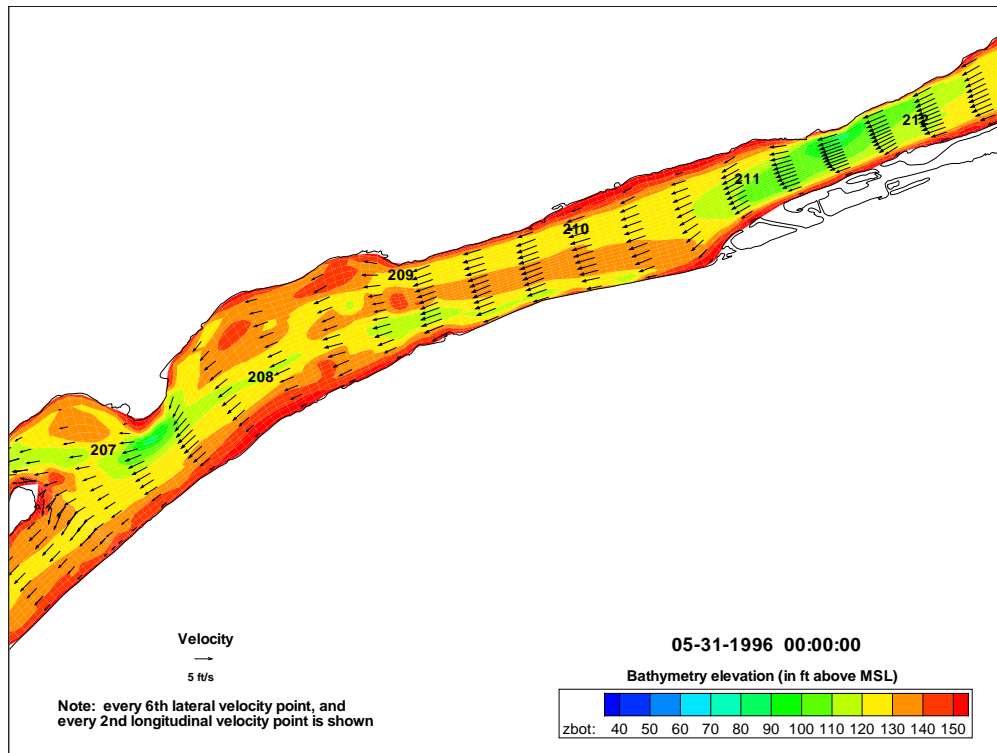 212
211
210
209
208
207
Velocity
5 ft/s
Note: every 6th lateral velocity point, and
every 2nd longitudinal velocity point is shown
05-31-1996 00:00:00
Bathymetry elevation (in ft above MSL)
zbot: 40 50 60 70 80 90 100 110 120 130 140 150